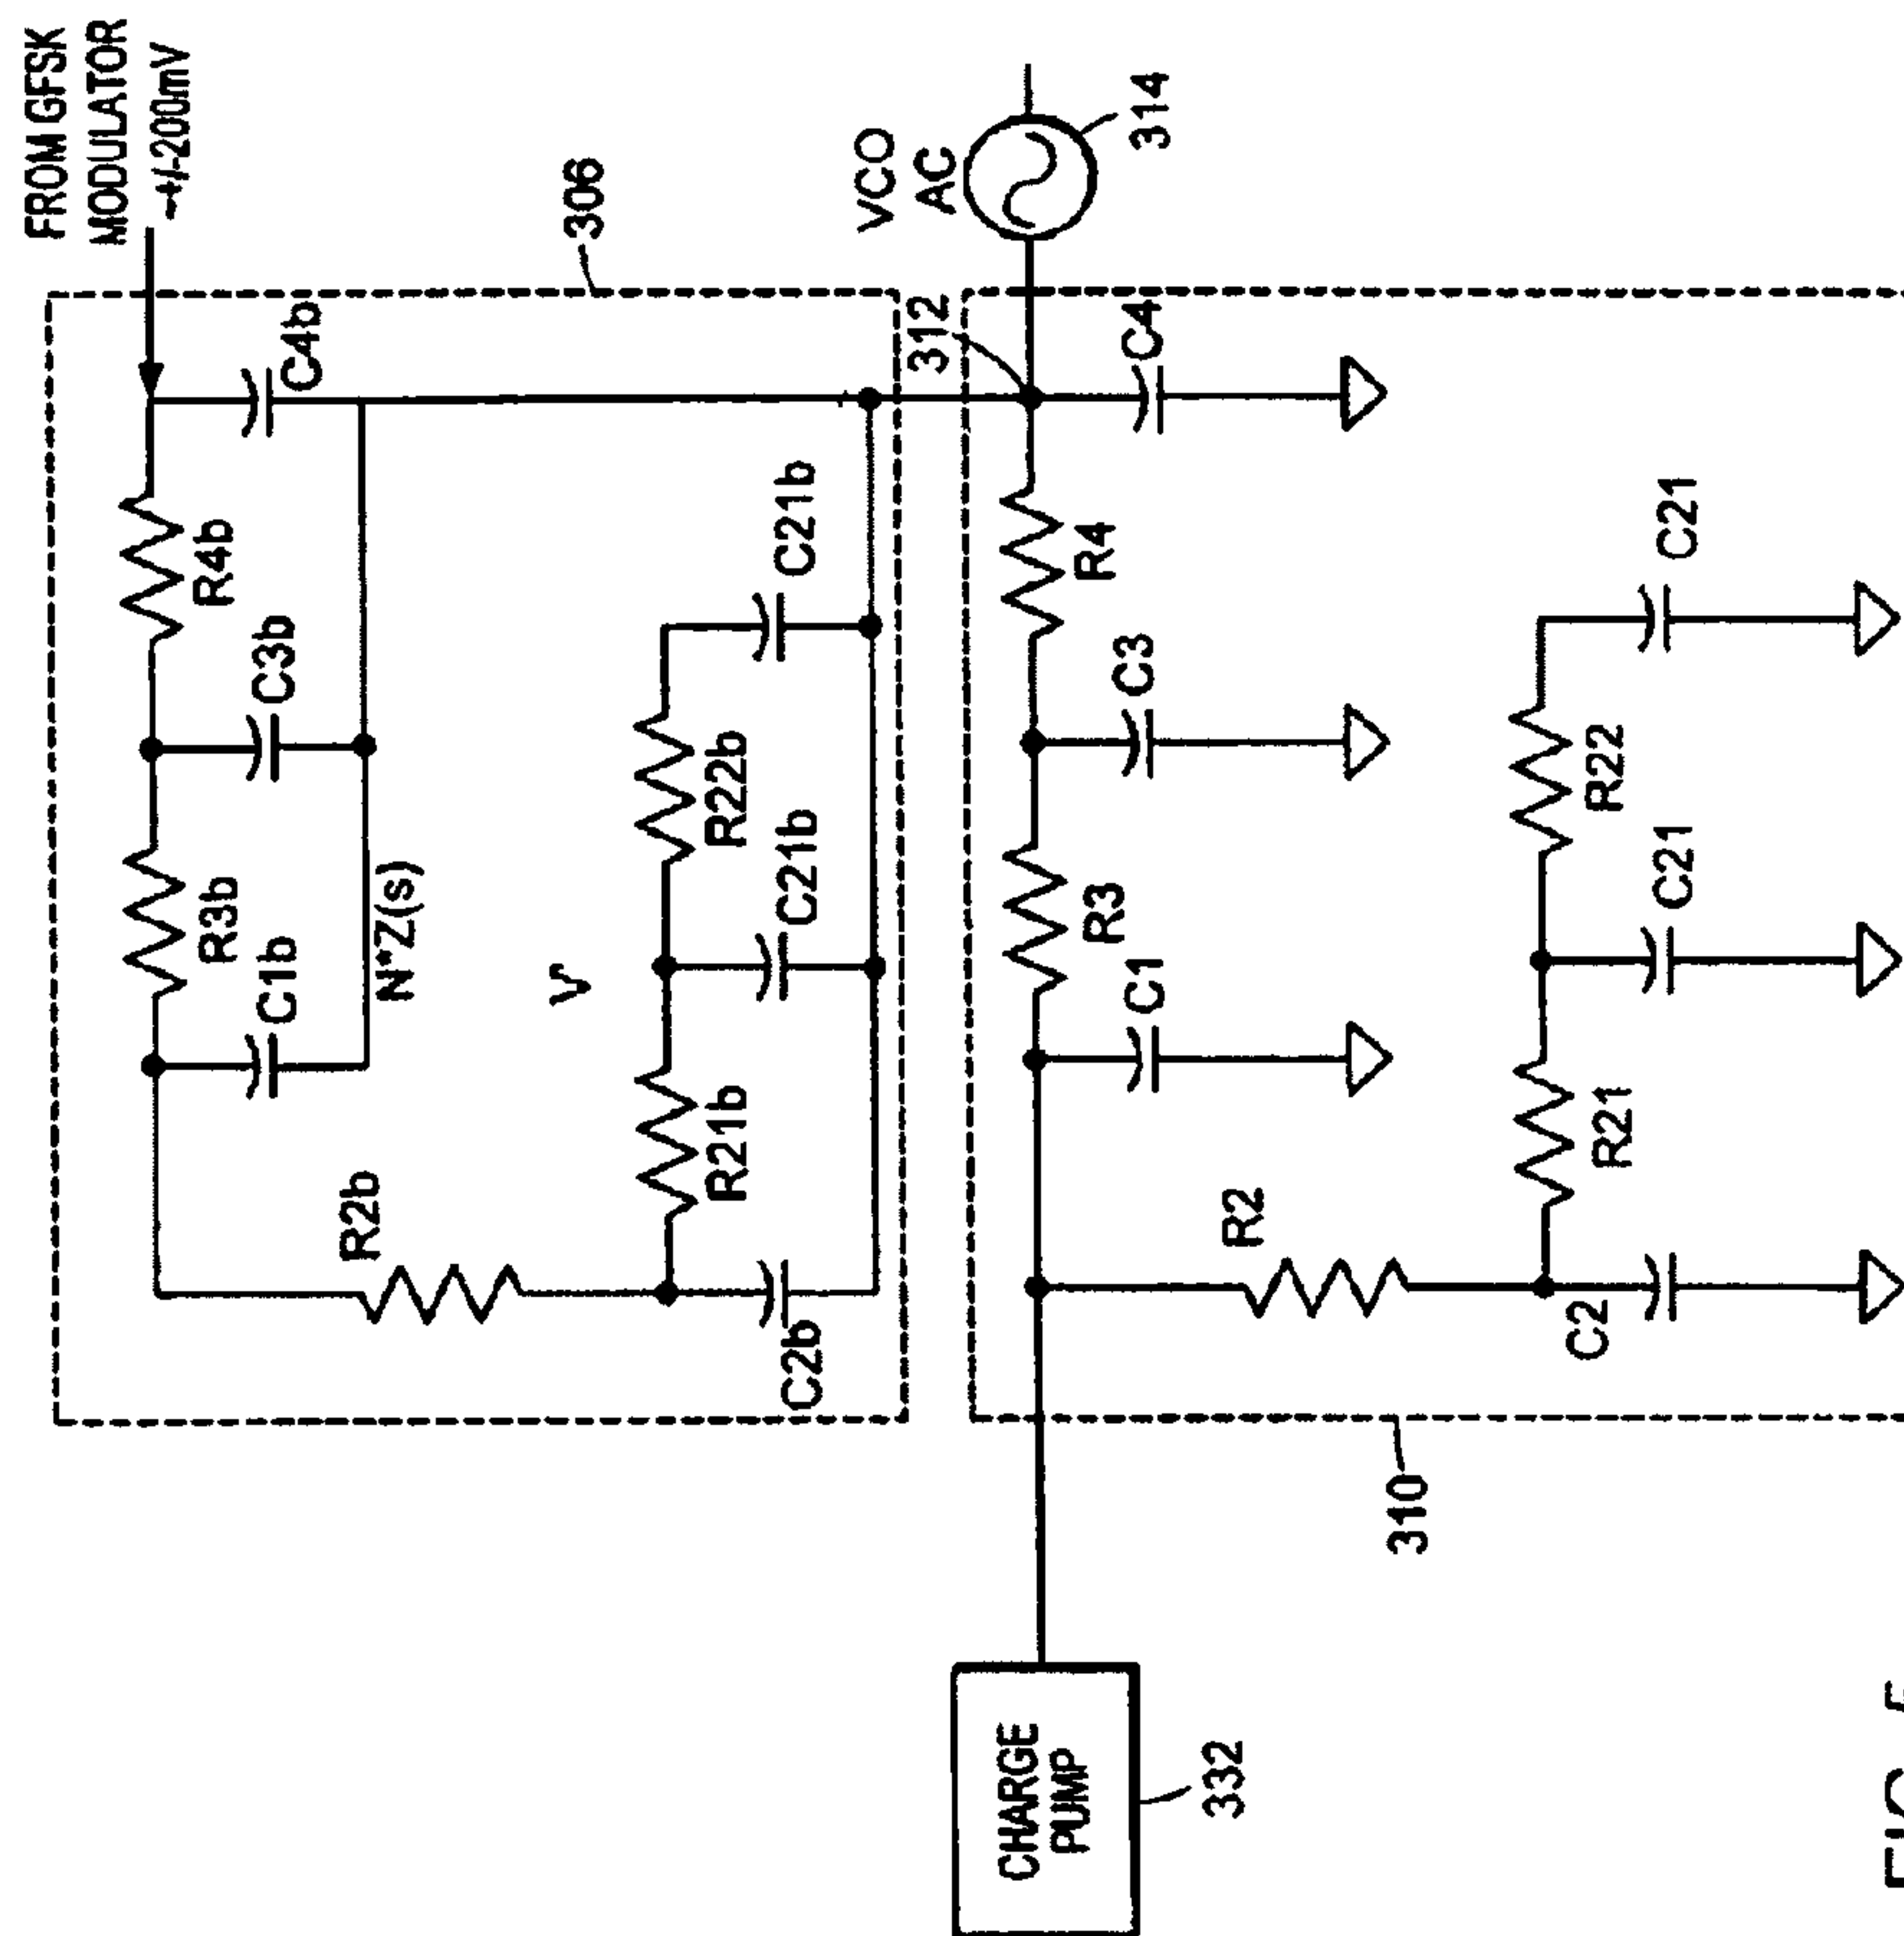 FROM GFSK
MODULATOR
+/-200mV
306
C4b
R4b
C3b
R3b
C1b
N*Z(s)
R2b
V
C21b
R22b
C21b
R21b
C2b
312
VCO
AC
314
C4
R4
C3
R3
C1
R2
C21
R22
C21
R21
C2
310
CHARGE
PUMP
332